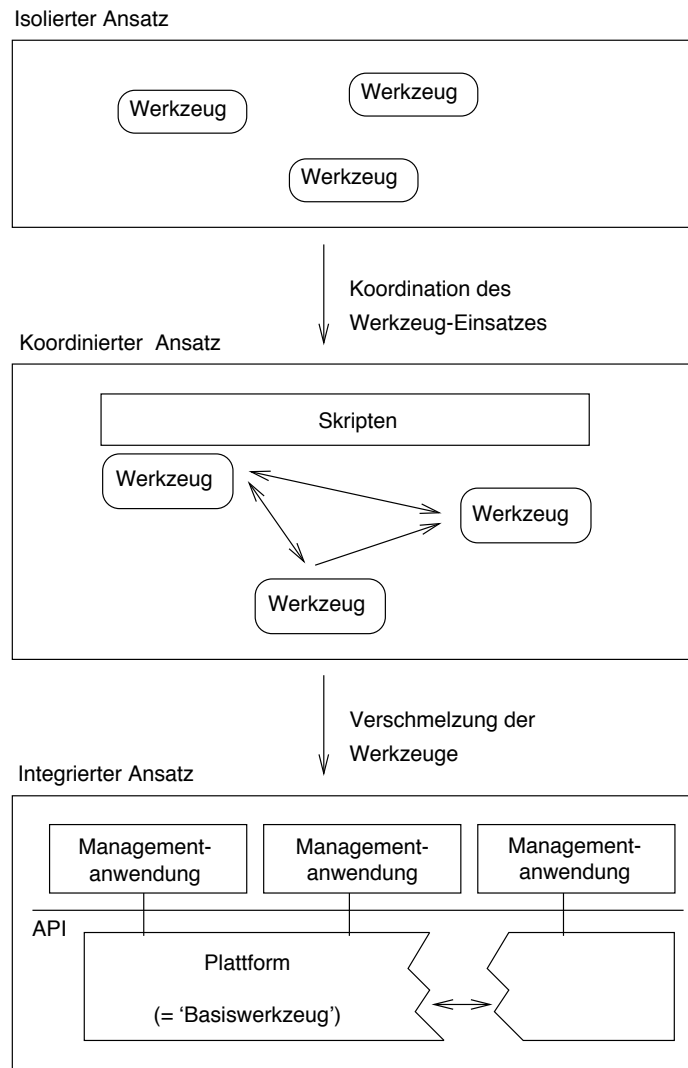 Isolierter Ansatz
Werkzeug
Werkzeug
Werkzeug
Koordination des
Werkzeug-Einsatzes
Koordinierter Ansatz
Skripten
Werkzeug
Werkzeug
Werkzeug
Verschmelzung der
Werkzeuge
Integrierter Ansatz
Management-
anwendung
Management-
anwendung
Management-
anwendung
API
Plattform
(= ‘Basiswerkzeug’)